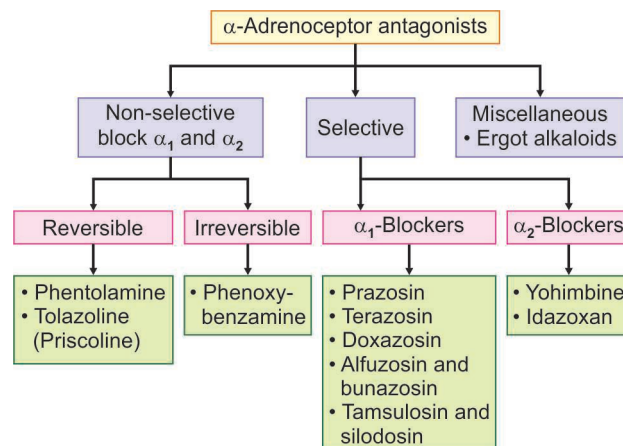 α-Adrenoceptor antagonists
Non-selective
block α₁ and α₂
Selective
Miscellaneous
• Ergot alkaloids
Reversible
Irreversible
α₁-Blockers
α₂-Blockers
• Phentolamine
• Tolazoline
(Priscoline)
• Phenoxy-
benzamine
• Prazosin
• Terazosin
• Doxazosin
• Alfuzosin and
bunazosin
• Tamsulosin and
silodosin
• Yohimbine
• Idazoxan